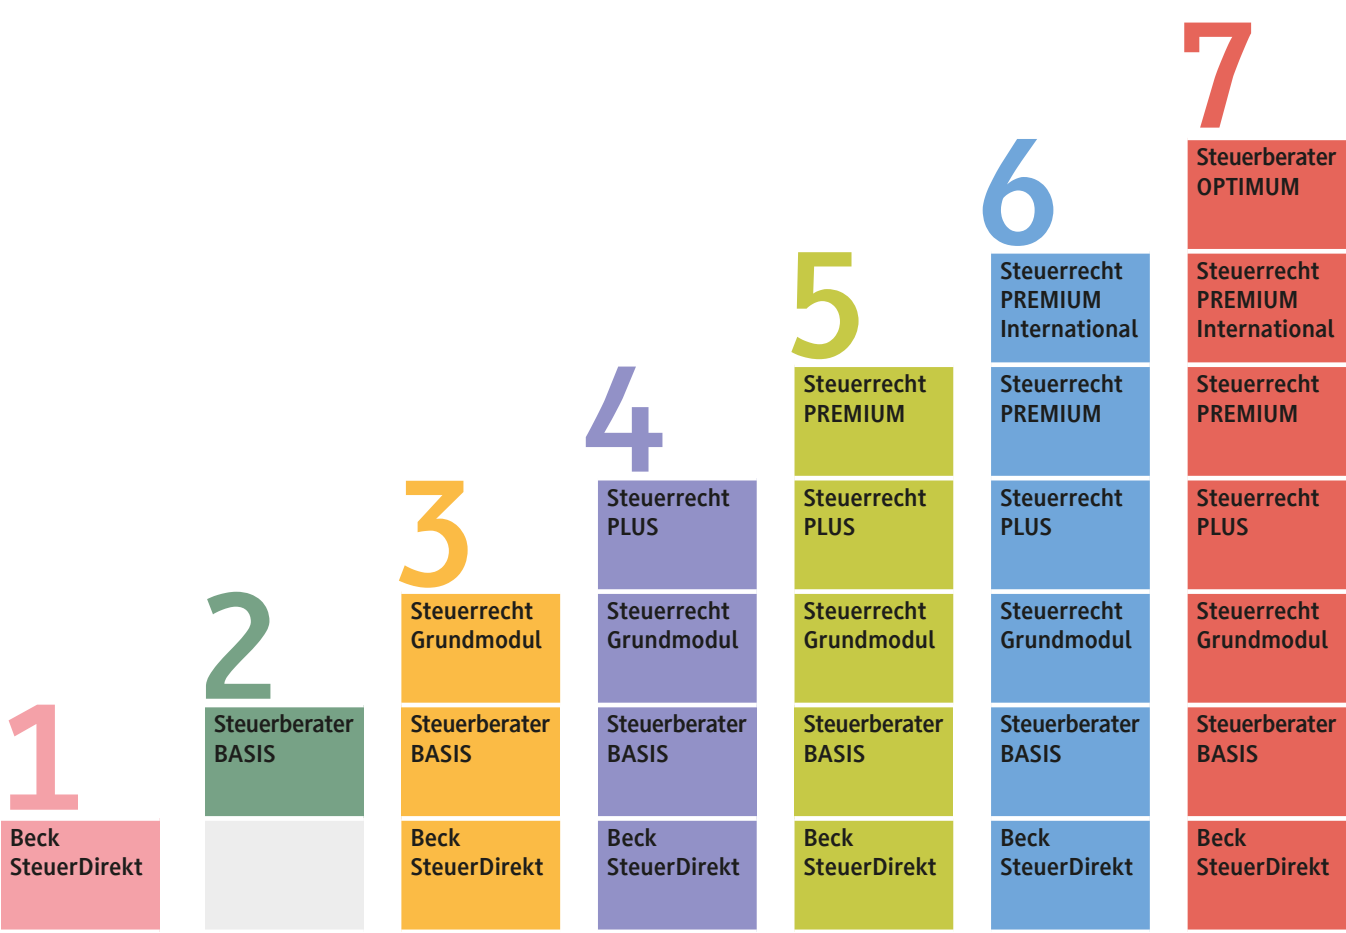 1
Beck
SteuerDirekt
2
Steuerberater
BASIS
3
Steuerrecht
Grundmodul
Steuerberater
BASIS
Beck
SteuerDirekt
4
Steuerrecht
PLUS
Steuerrecht
Grundmodul
Steuerberater
BASIS
Beck
SteuerDirekt
5
Steuerrecht
PREMIUM
Steuerrecht
PLUS
Steuerrecht
Grundmodul
Steuerberater
BASIS
Beck
SteuerDirekt
6
Steuerrecht
PREMIUM
International
Steuerrecht
PREMIUM
Steuerrecht
PLUS
Steuerrecht
Grundmodul
Steuerberater
BASIS
Beck
SteuerDirekt
7
Steuerberater
OPTIMUM
Steuerrecht
PREMIUM
International
Steuerrecht
PREMIUM
Steuerrecht
PLUS
Steuerrecht
Grundmodul
Steuerberater
BASIS
Beck
SteuerDirekt